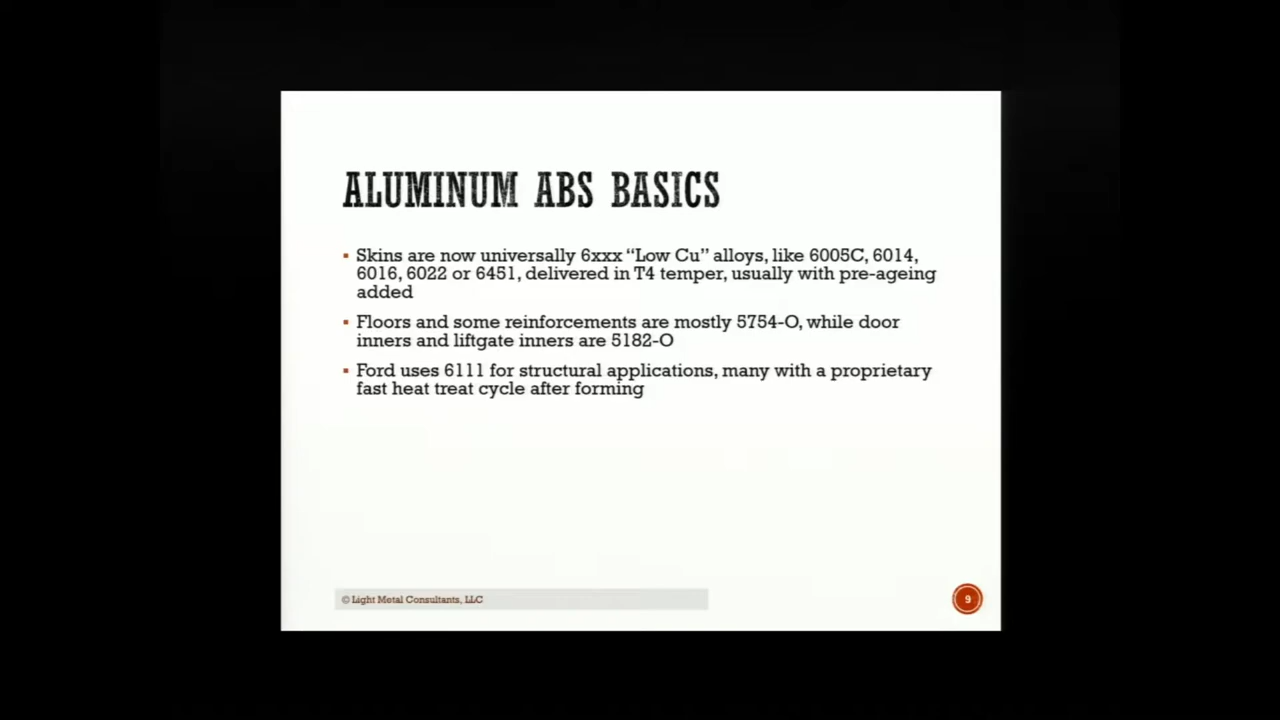 ALUMINUM ABS BASICS
▪ Skins are now universally 6xxx “Low Cu” alloys, like 6005C, 6014,
6016, 6022 or 6451, delivered in T4 temper, usually with pre-ageing
added
▪ Floors and some reinforcements are mostly 5754-O, while door
inners and liftgate inners are 5182-O
▪ Ford uses 6111 for structural applications, many with a proprietary
fast heat treat cycle after forming
© Light Metal Consultants, LLC
9